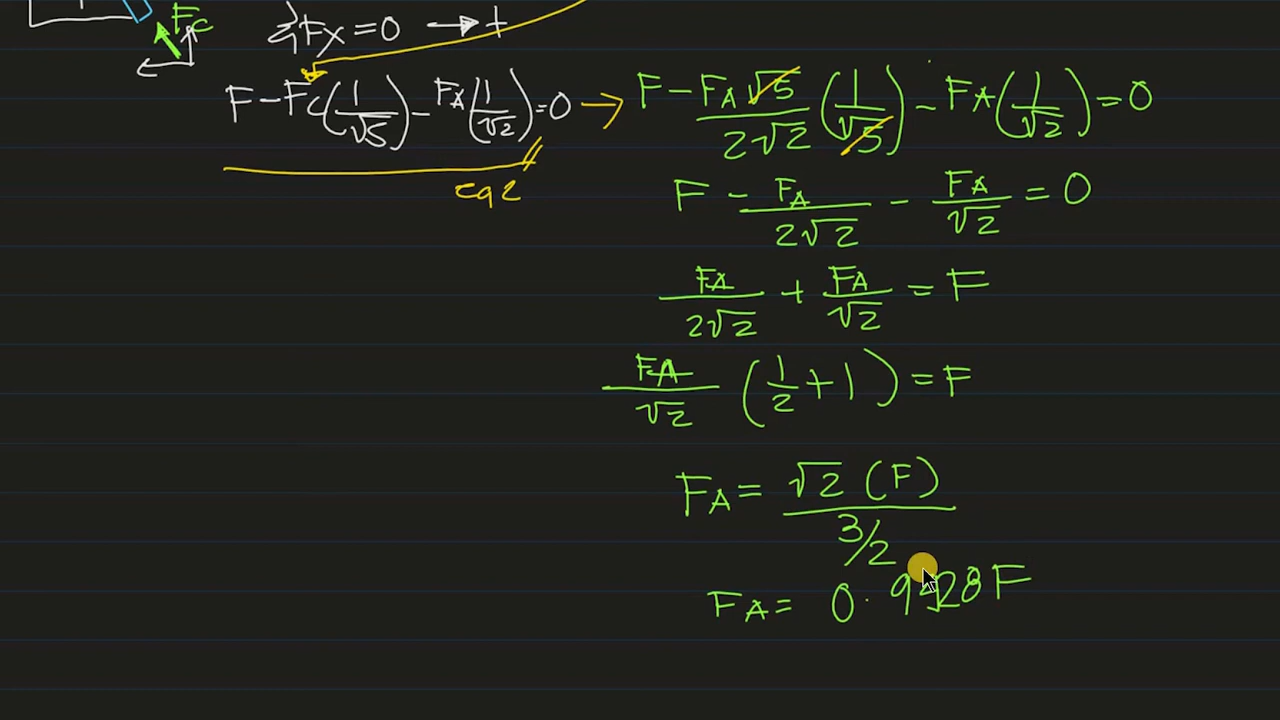 Fc
ΣFx=0 → +
F-Fc(1/√5)-FA(1/√2)=0 →
eq 2
F-FA√5/2√2(1/√5)-FA(1/√2)=0
F-FA/2√2-FA/√2=0
FA/2√2+FA/√2=F
FA/√2(1/2+1)=F
FA=√2(F)/3/2
FA=0.9428F